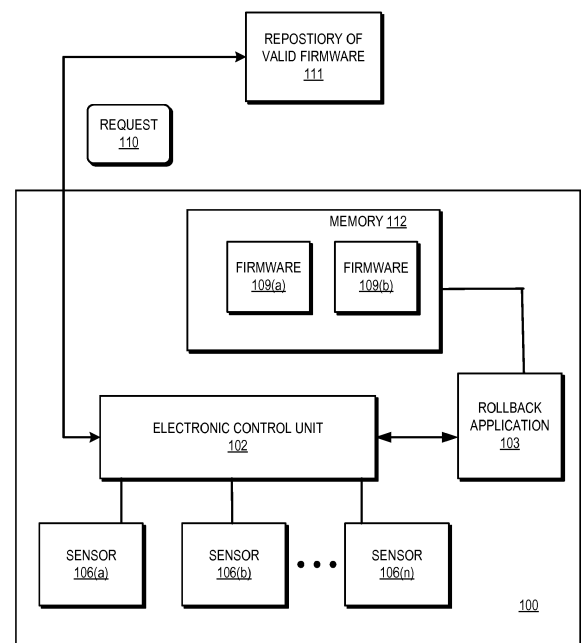 REPOSTIORY OF
VALID FIRMWARE
111
REQUEST
110
MEMORY 112
FIRMWARE
109(a)
FIRMWARE
109(b)
ELECTRONIC CONTROL UNIT
102
ROLLBACK
APPLICATION
103
SENSOR
106(a)
SENSOR
106(b)
SENSOR
106(n)
100